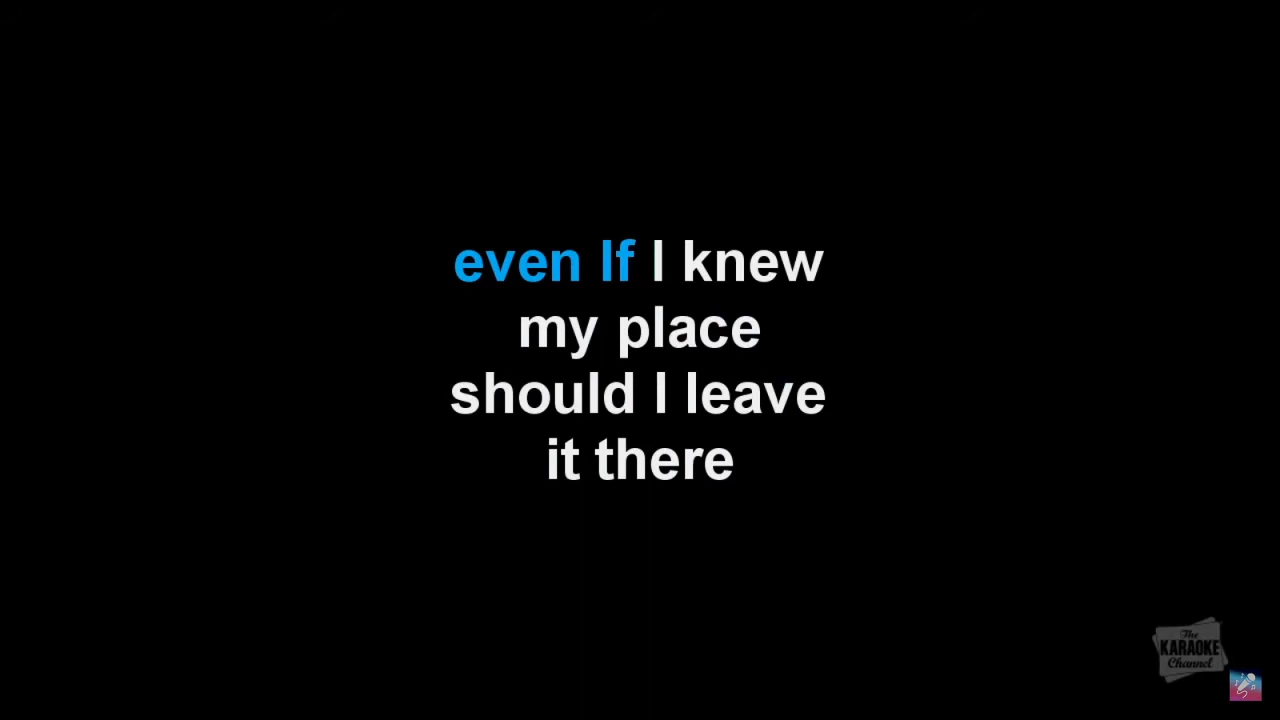 even If I knew
my place
should I leave
it there
The
KARAOKE
Channel